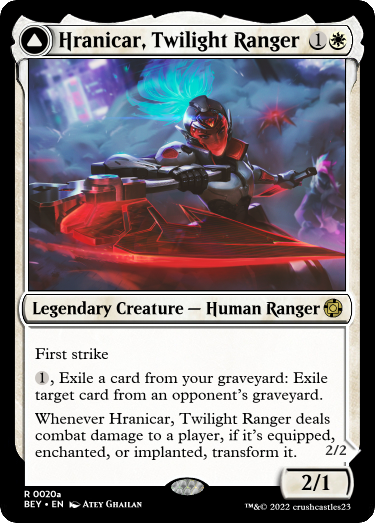 Hranicar, Twilight Ranger 1
Legendary Creature — Human Ranger
First strike
1, Exile a card from your graveyard: Exile
target card from an opponent's graveyard.
Whenever Hranicar, Twilight Ranger deals
combat damage to a player, if it's equipped,
enchanted, or implanted, transform it.
2/2
2/1
R 0020a
BEY • EN Atey Ghailan
™&© 2022 crushcastles23